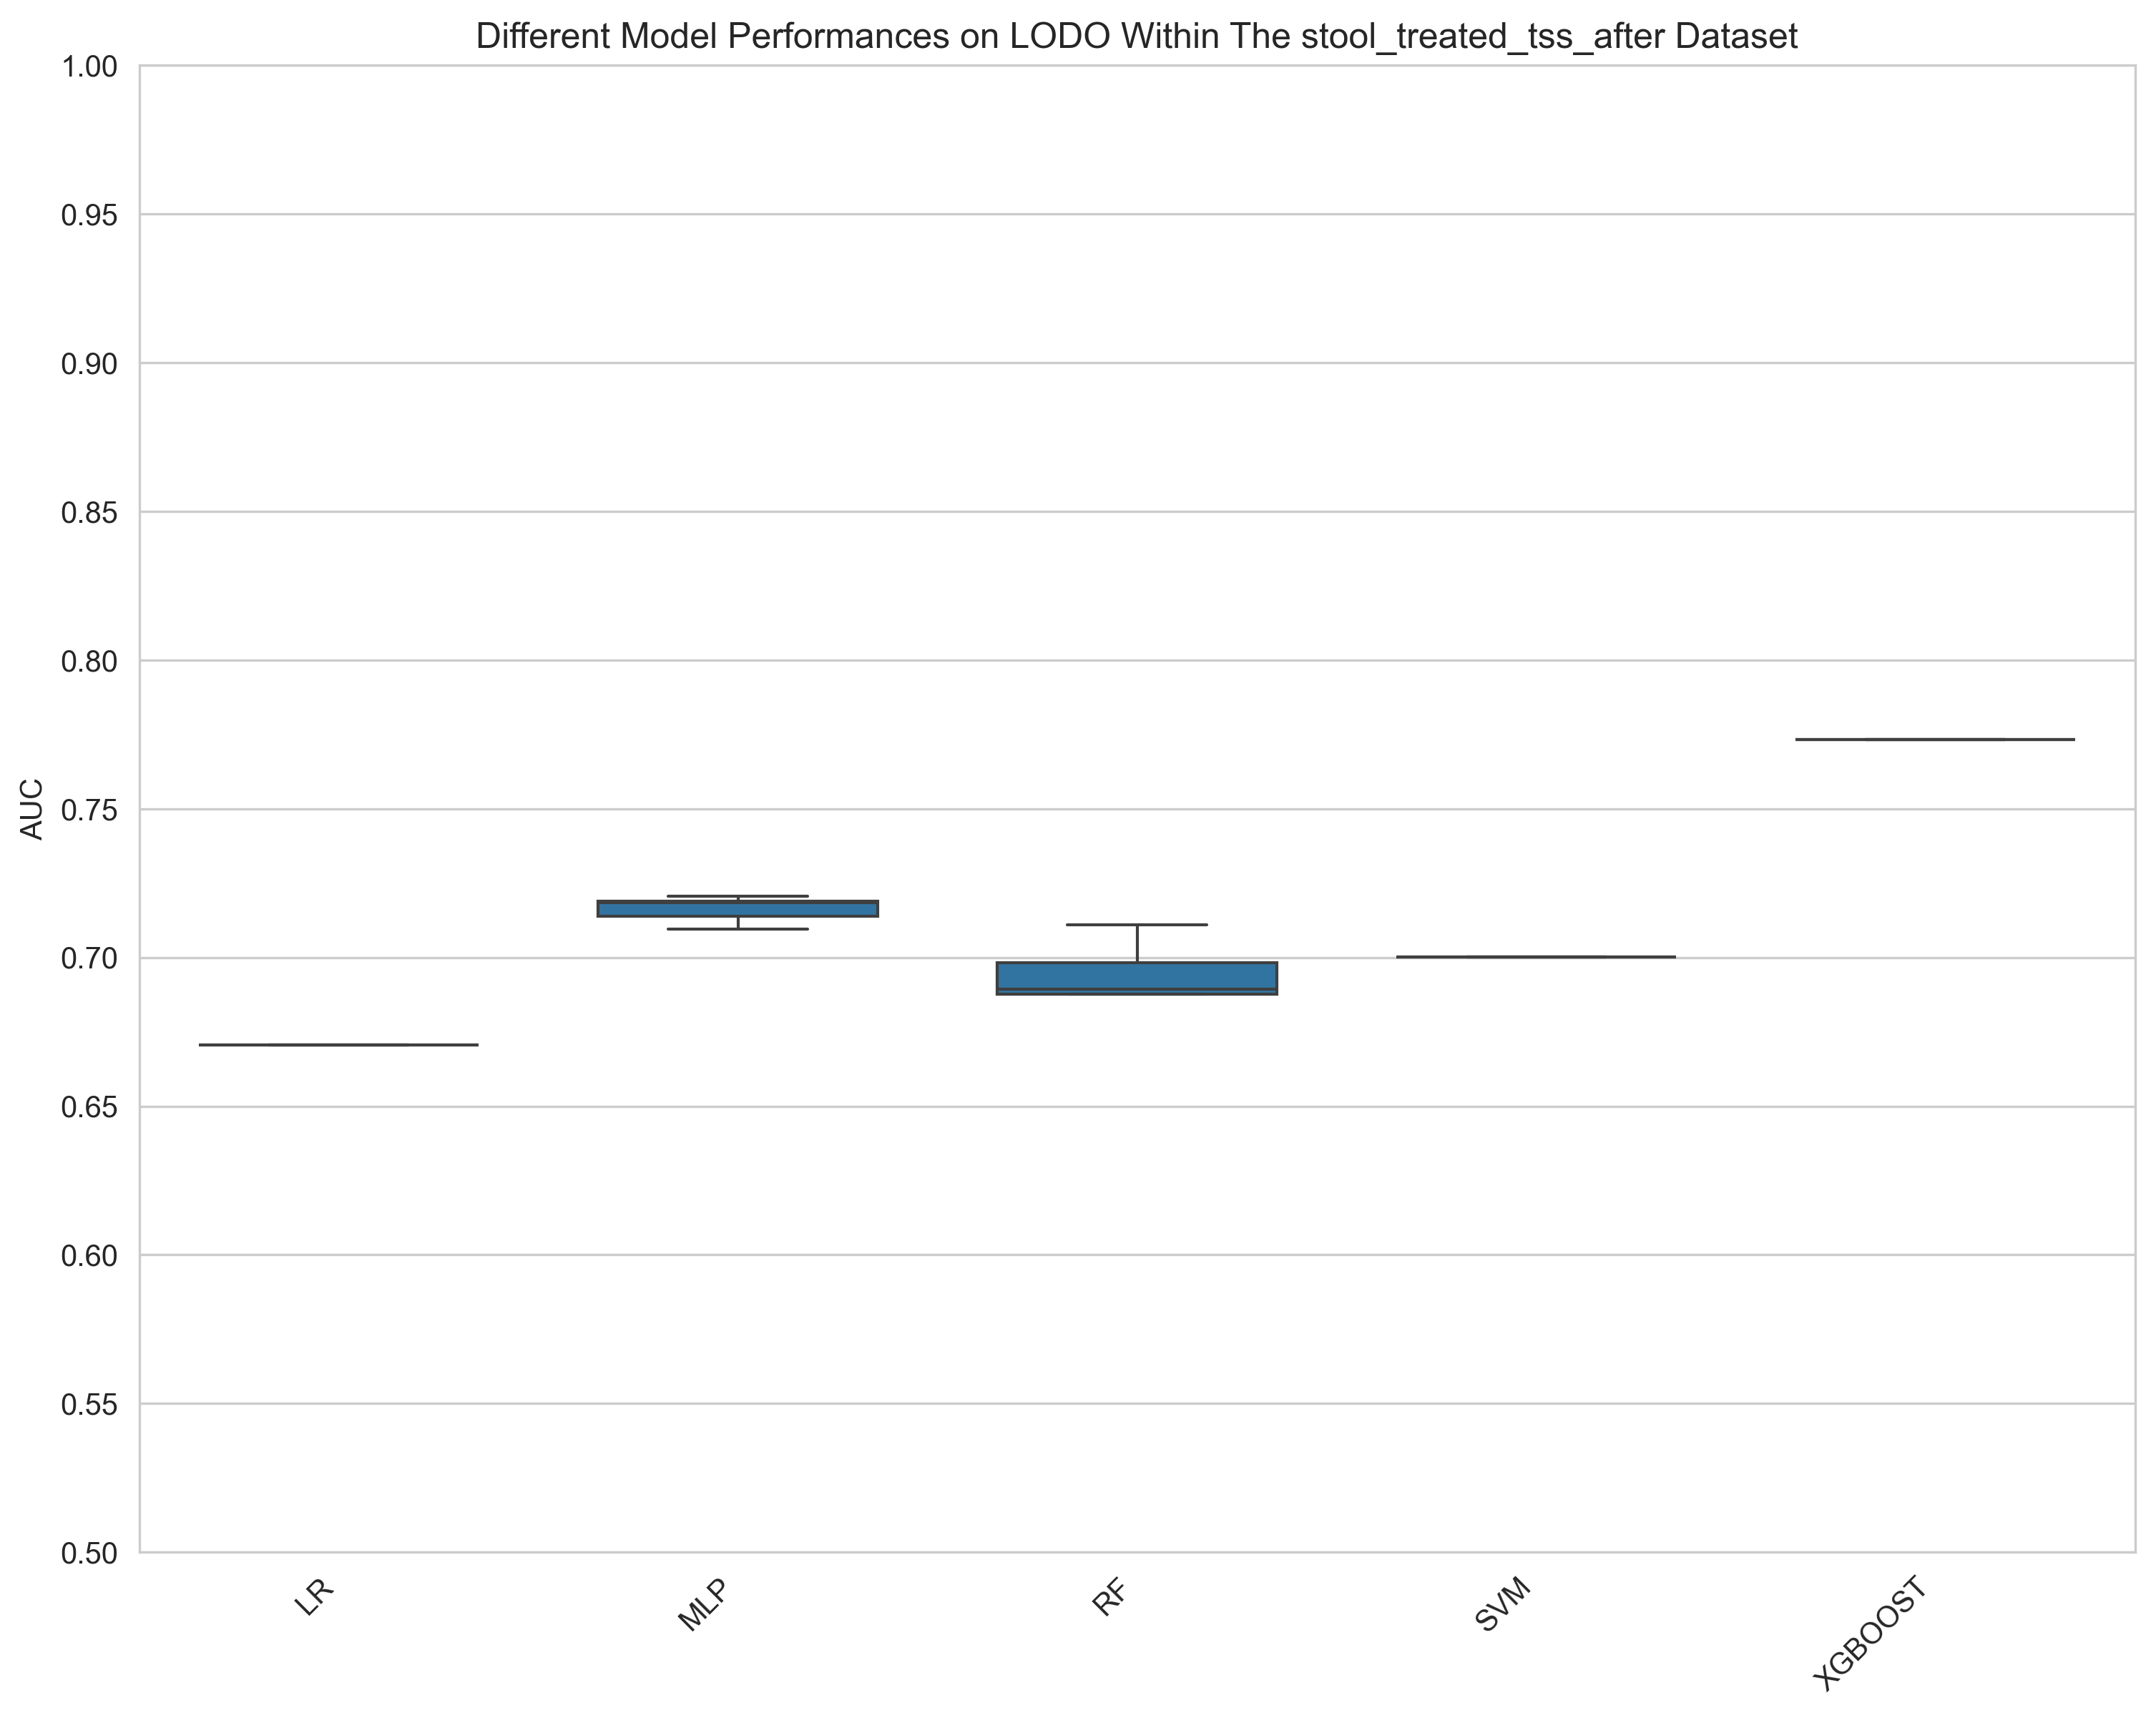 Different Model Performances on LODO Within The stool_treated_tss_after Dataset
1.00
0.95
0.90
0.85
0.80
0.75
0.70
0.65
0.60
0.55
0.50
AUC
LR
MLP
RF
SVM
XGBOOST